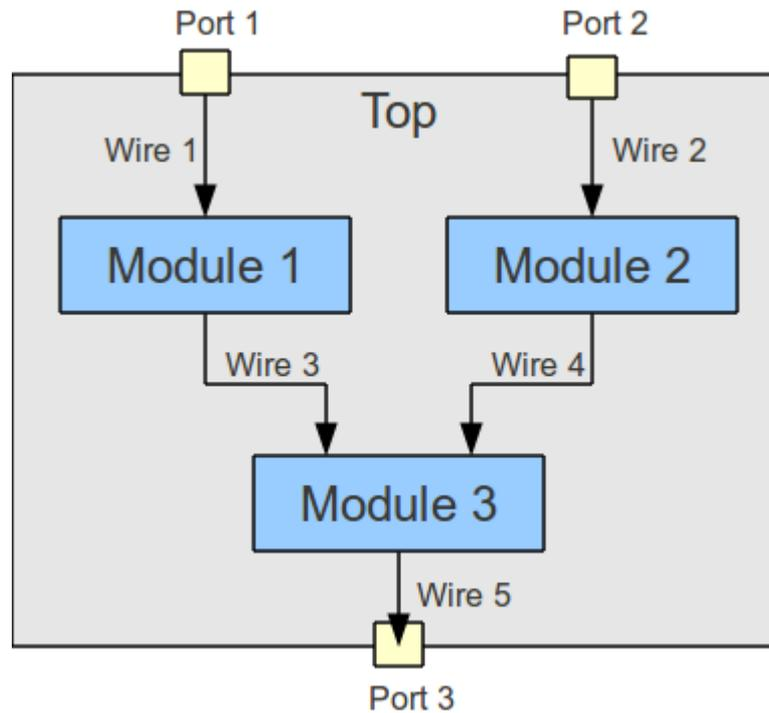 Port 1
Port 2
Top
Wire 1
Wire 2
Module 1
Module 2
Wire 3
Wire 4
Module 3
Wire 5
Port 3